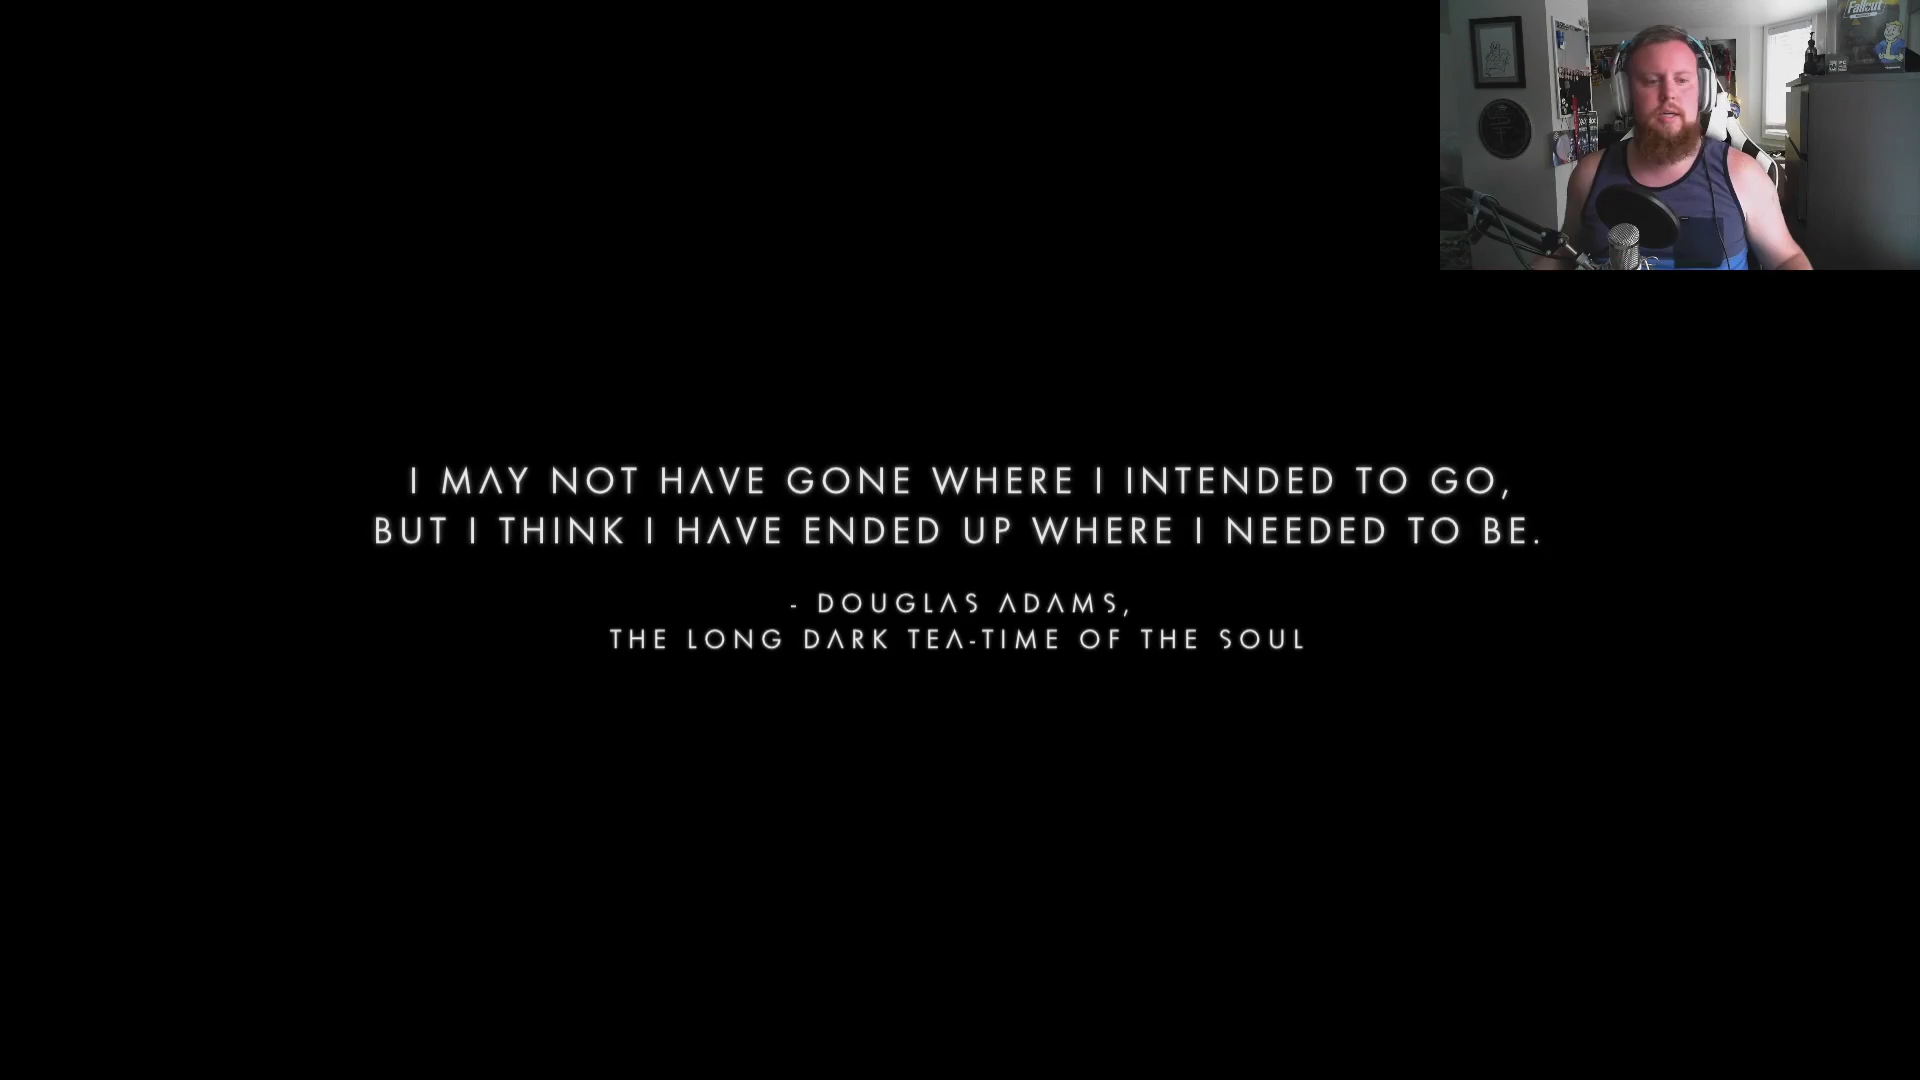 Fallout
I MAY NOT HAVE GONE WHERE I INTENDED TO GO,
BUT I THINK I HAVE ENDED UP WHERE I NEEDED TO BE.
- DOUGLAS ADAMS,
THE LONG DARK TEA-TIME OF THE SOUL